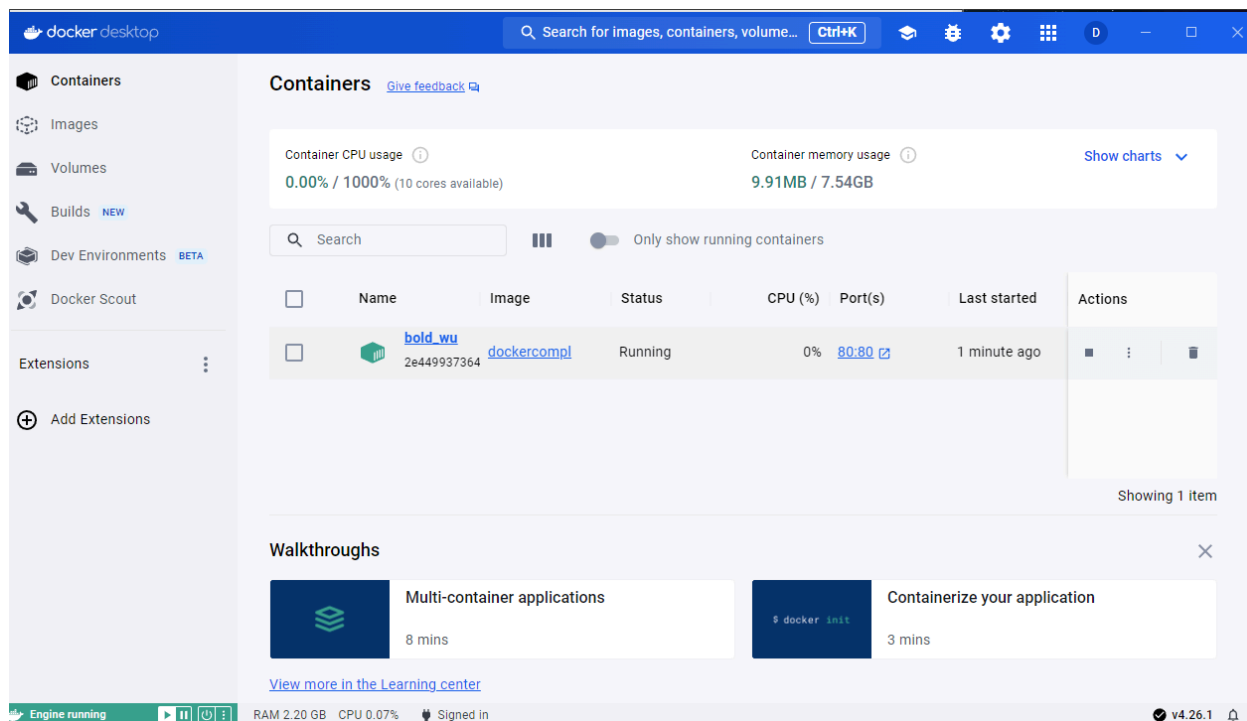 docker desktop
Search for images, containers, volume... Ctrl+K
D
Containers
Images
Volumes
Builds NEW
Dev Environments BETA
Docker Scout
Extensions
Add Extensions
Containers Give feedback
Container CPU usage
0.00% / 1000% (10 cores available)
Container memory usage
9.91MB / 7.54GB
Show charts
Search
Only show running containers
Name Image Status CPU (%) Port(s) Last started Actions
bold_wu
2e449937364
dockercompl Running 0% 80:80 1 minute ago
Showing 1 item
Walkthroughs
Multi-container applications
8 mins
$ docker init
Containerize your application
3 mins
View more in the Learning center
Engine running RAM 2.20 GB CPU 0.07% Signed in v4.26.1